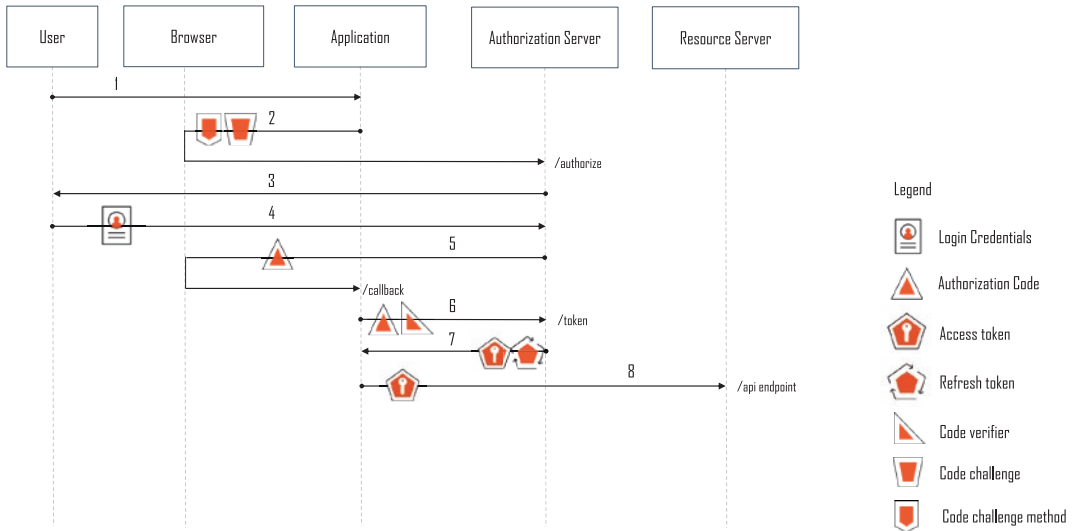 User
Browser
Application
Authorization Server
Resource Server
1
2
/authorize
3
4
5
/callback
6
/token
7
8
/api endpoint
Legend
Login Credentials
Authorization Code
Access token
Refresh token
Code verifier
Code challenge
Code challenge method